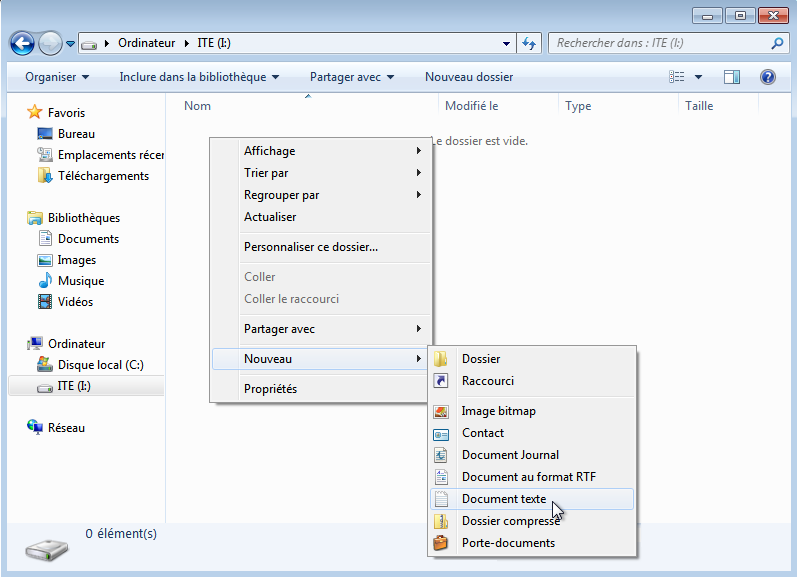 Ordinateur ITE (I:)
Rechercher dans : ITE (I:)
Organiser Inclure dans la bibliothèque Partager avec Nouveau dossier
Nom Modifié le Type Taille
Le dossier est vide.
Favoris
Bureau
Emplacements récen
Téléchargements
Bibliothèques
Documents
Images
Musique
Vidéos
Ordinateur
Disque local (C:)
ITE (I:)
Réseau
Affichage
Trier par
Regrouper par
Actualiser
Personnaliser ce dossier...
Coller
Coller le raccourci
Partager avec
Nouveau
Propriétés
Dossier
Raccourci
Image bitmap
Contact
Document Journal
Document au format RTF
Document texte
Dossier compressé
Porte-documents
0 élément(s)